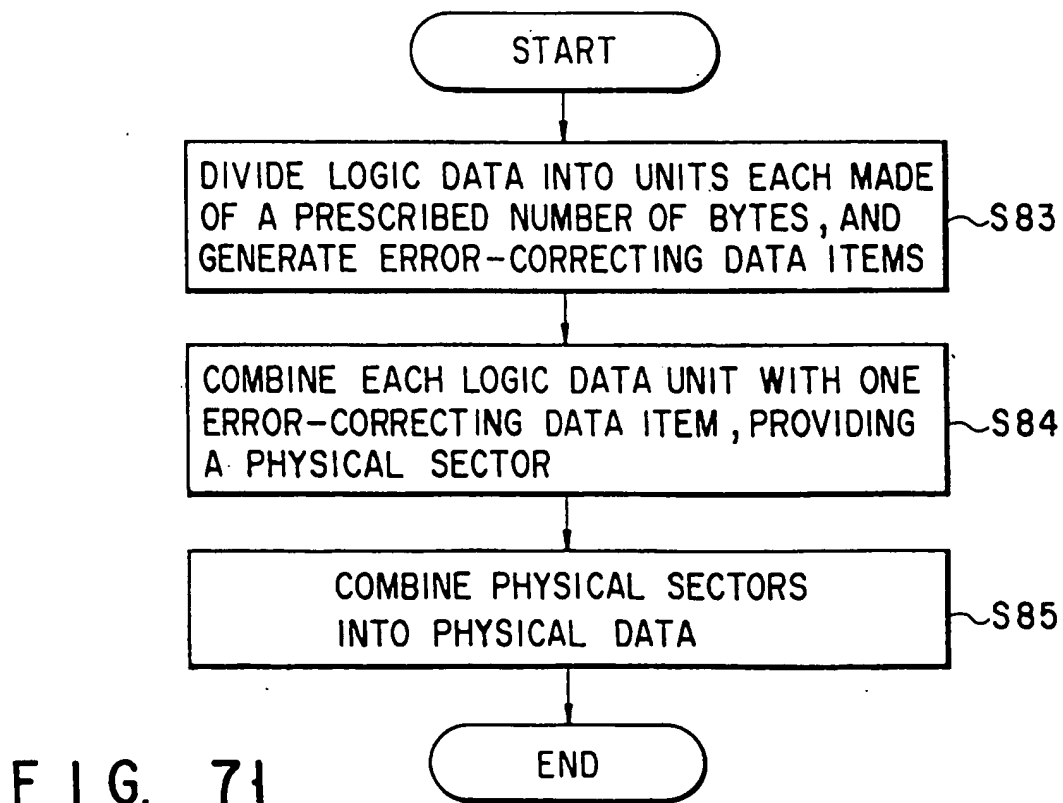 START
DIVIDE LOGIC DATA INTO UNITS EACH MADE
OF A PRESCRIBED NUMBER OF BYTES, AND
GENERATE ERROR-CORRECTING DATA ITEMS
S83
COMBINE EACH LOGIC DATA UNIT WITH ONE
ERROR-CORRECTING DATA ITEM, PROVIDING
A PHYSICAL SECTOR
S84
COMBINE PHYSICAL SECTORS
INTO PHYSICAL DATA
S85
END
FIG. 71